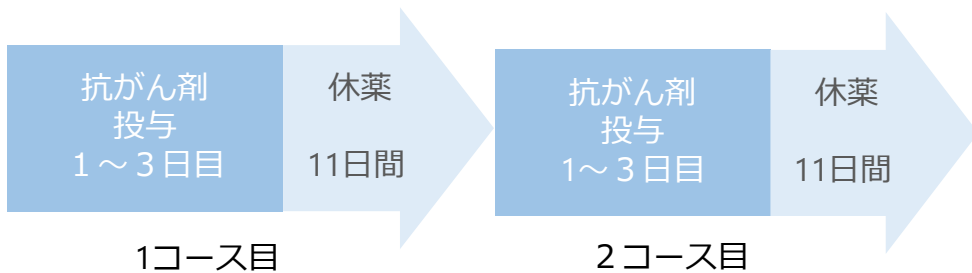 抗がん剤
投与
１～３日目
休薬
11日間
1コース目
抗がん剤
投与
1～３日目
休薬
11日間
２コース目